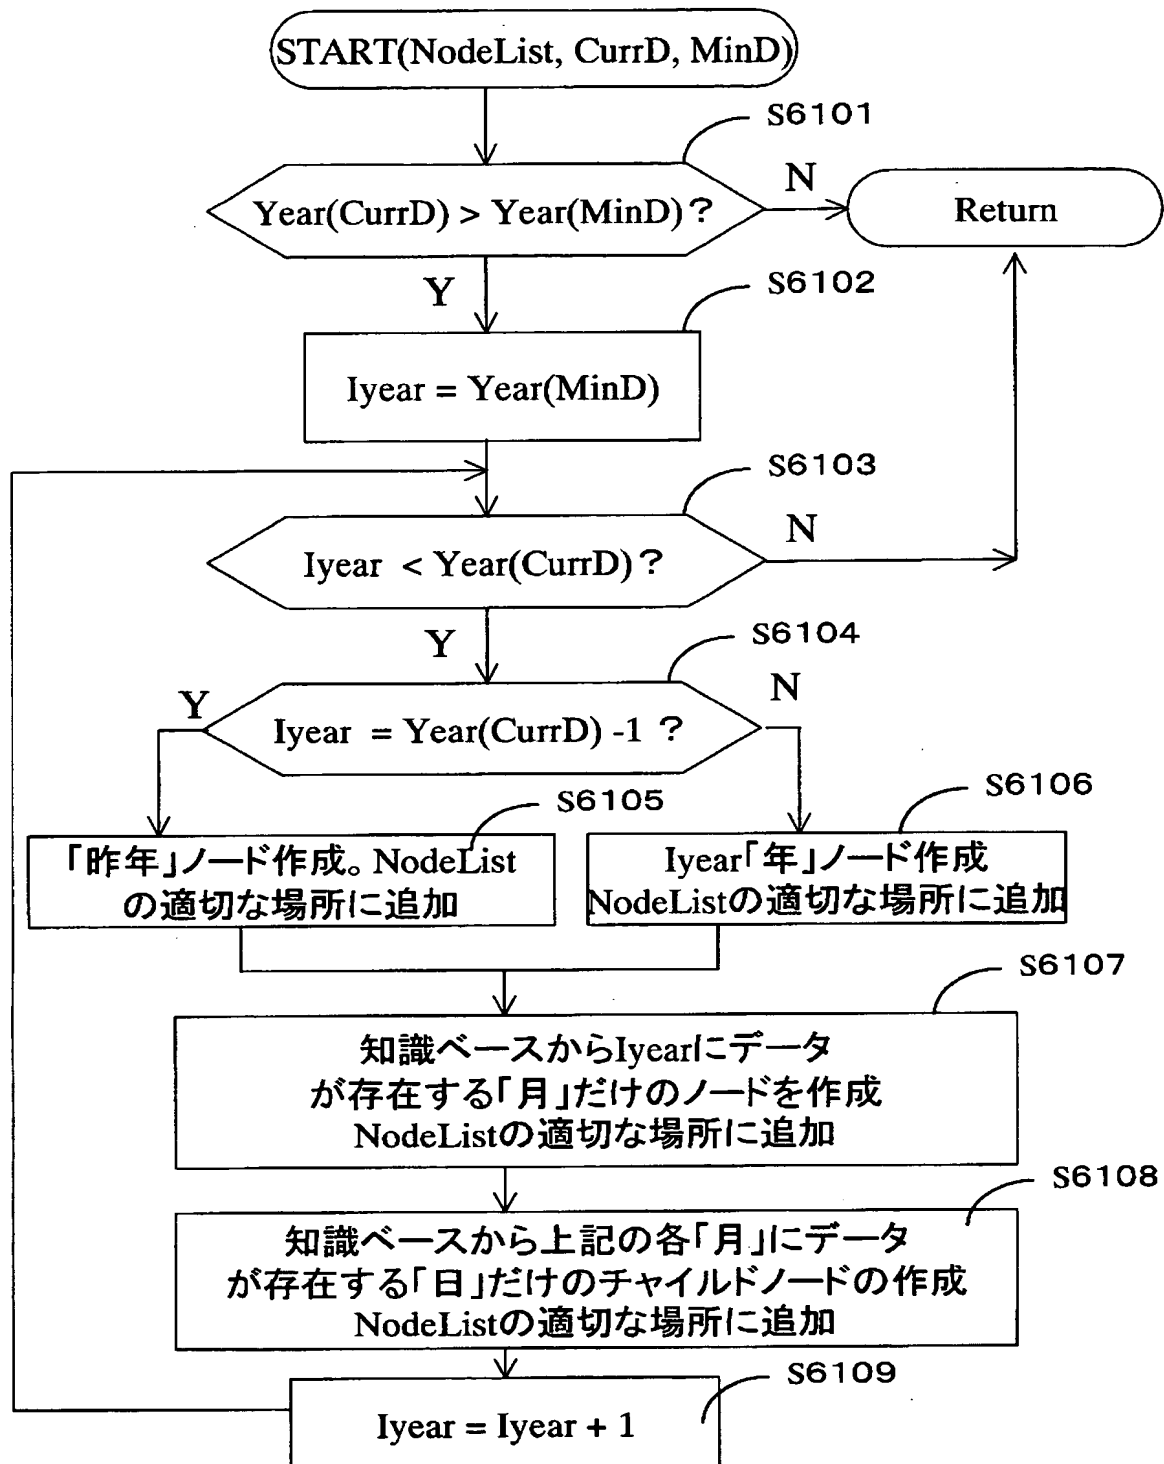 START(NodeList, CurrD, MinD)
S6101
Year(CurrD) > Year(MinD)？
N
Return
Y
S6102
Iyear = Year(MinD)
S6103
Iyear < Year(CurrD)？
N
Y
S6104
Iyear = Year(CurrD) -1 ？
Y
N
S6105
「昨年」ノード作成。NodeList
の適切な場所に追加
S6106
Iyear「年」ノード作成
NodeListの適切な場所に追加
S6107
知識ベースからIyearにデータ
が存在する「月」だけのノードを作成
NodeListの適切な場所に追加
S6108
知識ベースから上記の各「月」にデータ
が存在する「日」だけのチャイルドノードの作成
NodeListの適切な場所に追加
S6109
Iyear = Iyear + 1